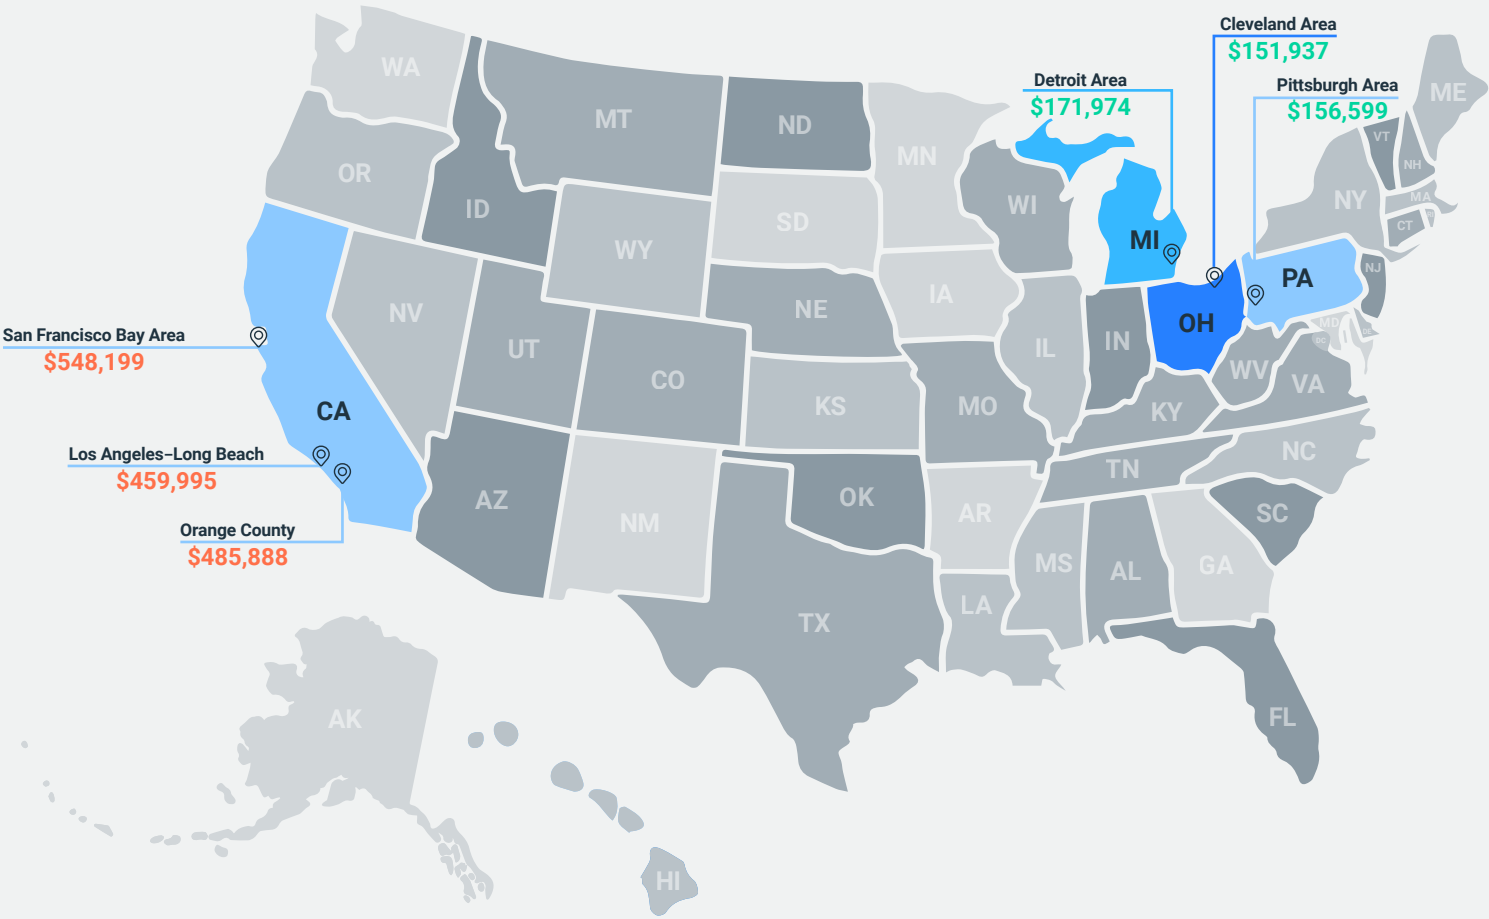 Cleveland Area
$151,937
Detroit Area
$171,974
Pittsburgh Area
$156,599
WA
MT
ND
MN
ME
VT
NH
OR
ID
SD
WI
NY
MA
RI
CT
WY
MI
PA
NJ
NV
NE
IA
OH
MD
DE
DC
San Francisco Bay Area
$548,199
UT
CO
IL
IN
WV
VA
CA
KS
MO
KY
Los Angeles–Long Beach
$459,995
NC
TN
AZ
NM
OK
AR
SC
Orange County
$485,888
MS
AL
GA
LA
TX
AK
FL
HI